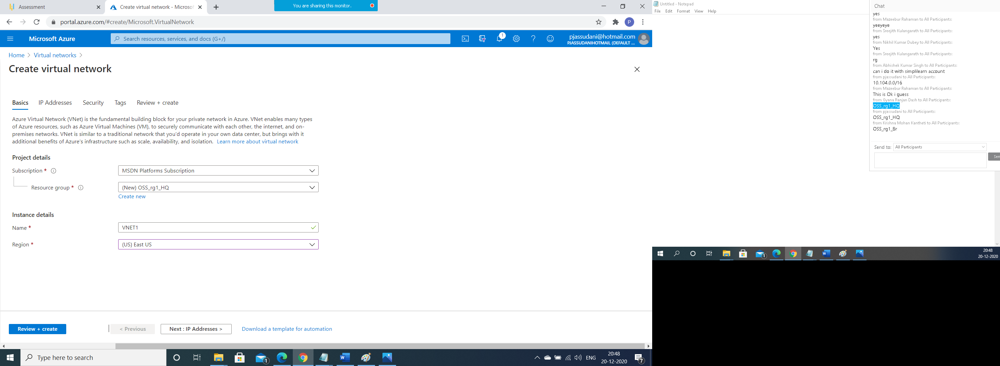 Assessment
Create virtual network - Microsof
You are sharing this monitor.
portal.azure.com/#create/Microsoft.VirtualNetwork
P
Microsoft Azure
Search resources, services, and docs (G+/)
1
pjassudani@hotmail.com
PJASSUDANIHOTMAIL (DEFAULT ...
Home > Virtual networks >
Create virtual network
Basics
IP Addresses
Security
Tags
Review + create
Azure Virtual Network (VNet) is the fundamental building block for your private network in Azure. VNet enables many types
of Azure resources, such as Azure Virtual Machines (VM), to securely communicate with each other, the internet, and on-
premises networks. VNet is similar to a traditional network that you'd operate in your own data center, but brings with it
additional benefits of Azure's infrastructure such as scale, availability, and isolation. Learn more about virtual network
Project details
Subscription *
MSDN Platforms Subscription
Resource group *
(New) OSS_rg1_HQ
Create new
Instance details
Name *
VNET1
Region *
(US) East US
Review + create
< Previous
Next : IP Addresses >
Download a template for automation
Type here to search
1
ENG
20:48
20-12-2020
7
Untitled - Notepad
File Edit Format View Help
Chat
yes
from Mazeebur Rahaman to All Participants:
yeeyeye
from Sreejith Kulangarath to All Participants:
yes
from Nikhil Kumar Dubey to All Participants:
Yes
from Sreejith Kulangarath to All Participants:
rg
from Abhishek Kumar Singh to All Participants:
can i do it with simplilearn account
from pjassudani to All Participants:
10.104.0.0/16
from Mazeebur Rahaman to All Participants:
This is Ok i guess
from Gyana Ranjan Dash to All Participants:
OSS_rg1_HQ
from pjassudani to All Participants:
OSS_rg1_HQ
from Krishna Mohan Kantheti to All Participants:
OSS_rg1_Br
Send to: All Participants
Sen
1
20:48
20-12-2020